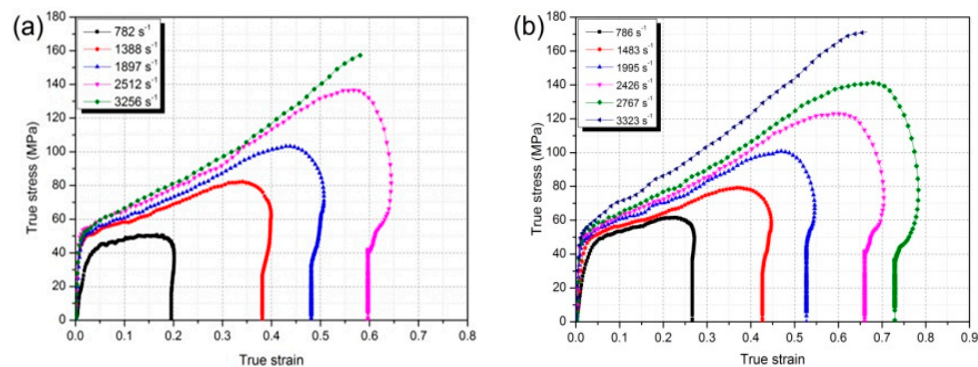 (a)
782 s⁻¹
1388 s⁻¹
1897 s⁻¹
2512 s⁻¹
3256 s⁻¹
True stress (MPa)
180
160
140
120
100
80
60
40
20
0
0.0 0.1 0.2 0.3 0.4 0.5 0.6 0.7 0.8
True strain
(b)
786 s⁻¹
1483 s⁻¹
1995 s⁻¹
2426 s⁻¹
2767 s⁻¹
3323 s⁻¹
True stress (MPa)
180
160
140
120
100
80
60
40
20
0
0.0 0.1 0.2 0.3 0.4 0.5 0.6 0.7 0.8 0.9
True strain